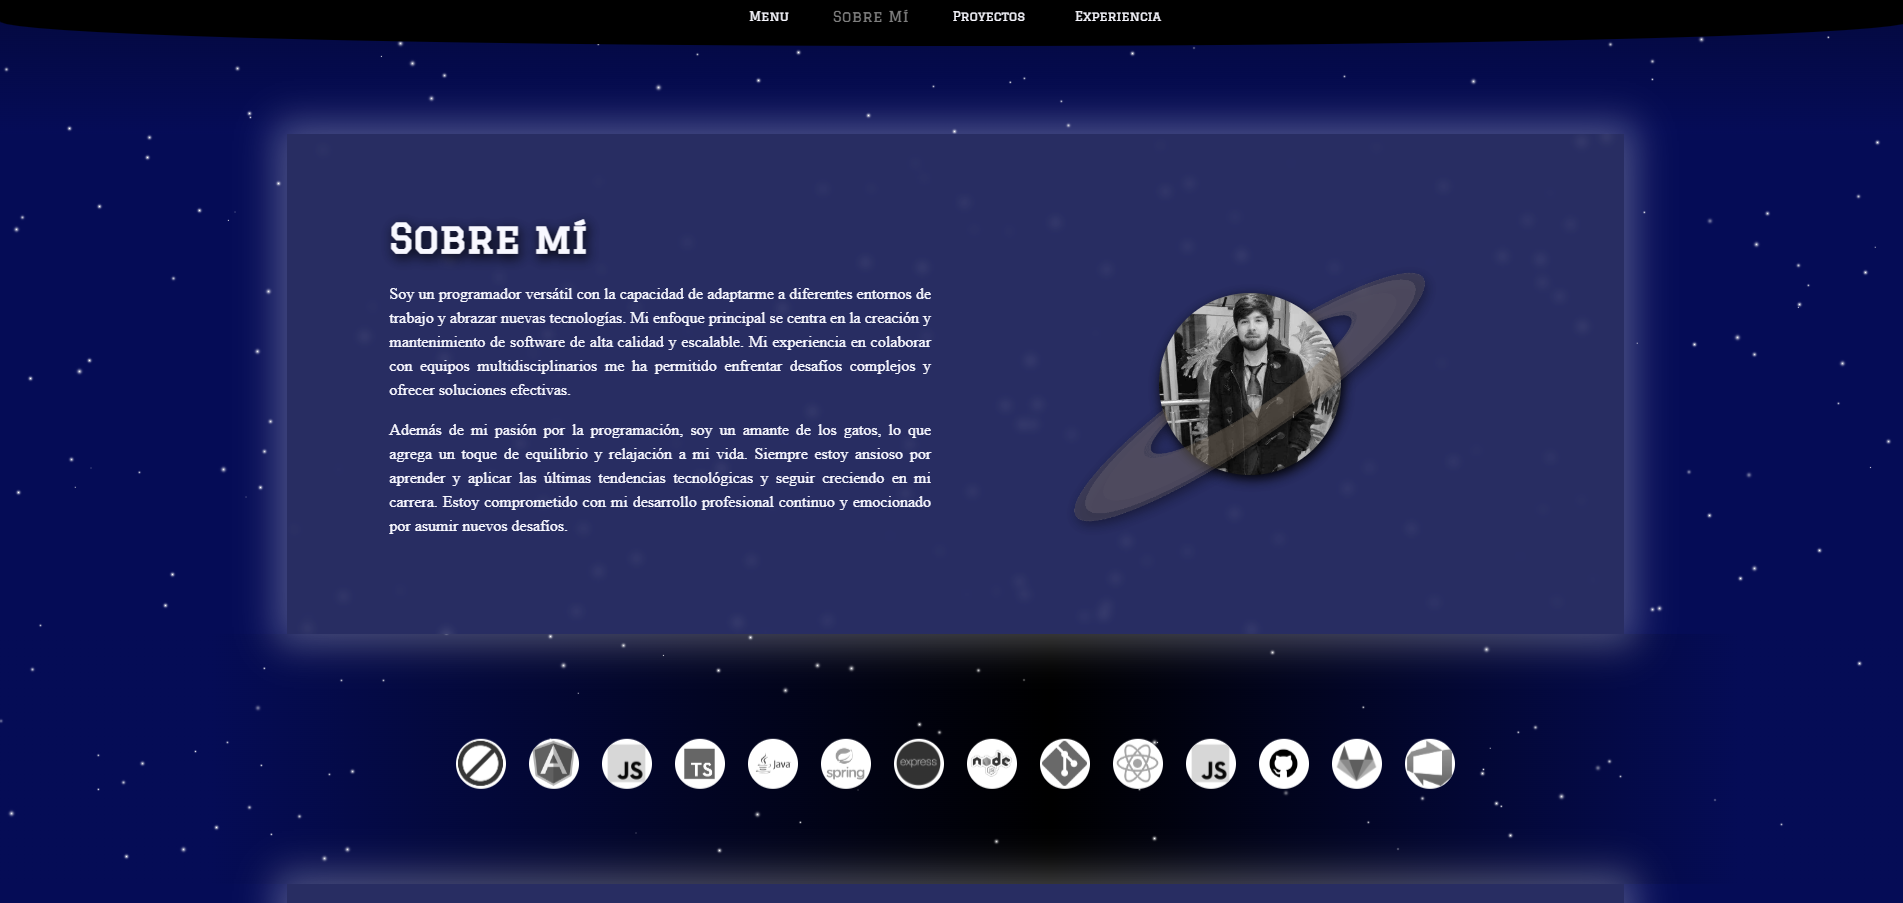 Menu Sobre Mí Proyectos Experiencia
Sobre mí
Soy un programador versátil con la capacidad de adaptarme a diferentes entornos de
trabajo y abrazar nuevas tecnologías. Mi enfoque principal se centra en la creación y
mantenimiento de software de alta calidad y escalable. Mi experiencia en colaborar
con equipos multidisciplinarios me ha permitido enfrentar desafíos complejos y
ofrecer soluciones efectivas.
Además de mi pasión por la programación, soy un amante de los gatos, lo que
agrega un toque de equilibrio y relajación a mi vida. Siempre estoy ansioso por
aprender y aplicar las últimas tendencias tecnológicas y seguir creciendo en mi
carrera. Estoy comprometido con mi desarrollo profesional continuo y emocionado
por asumir nuevos desafíos.
A JS TS Java spring express node JS